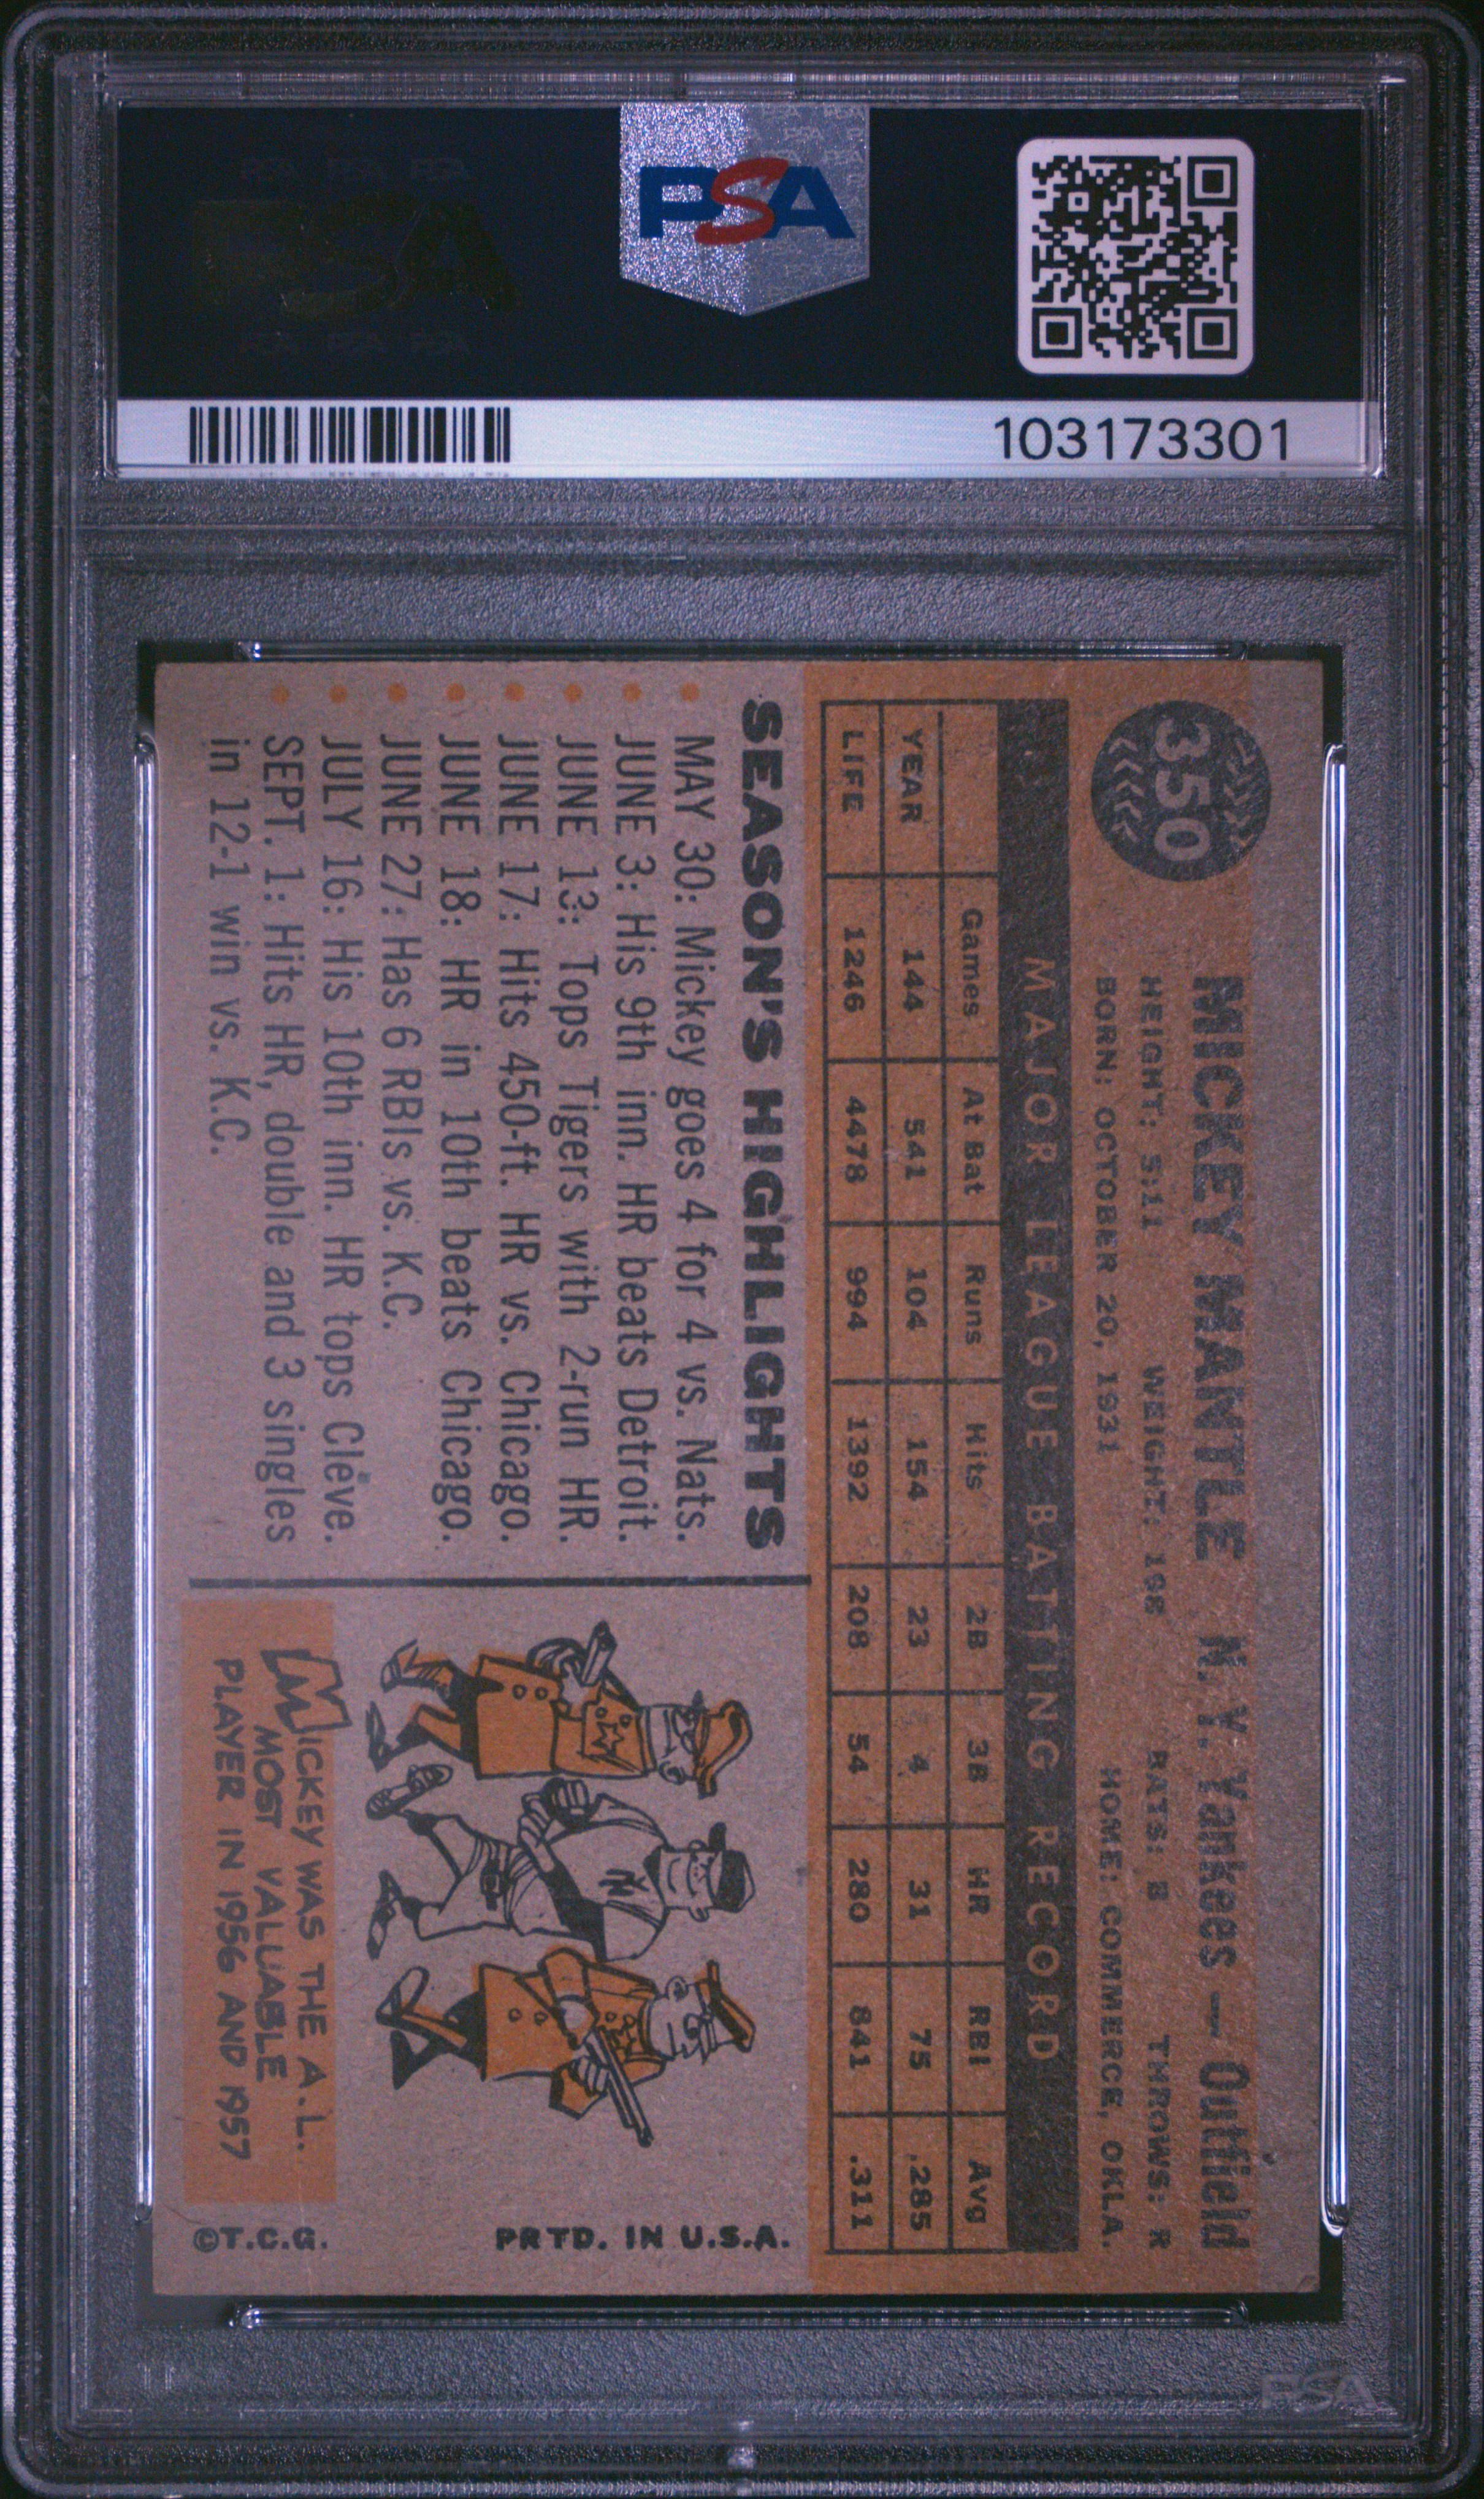 PSA
103173301
350
MICKEY MANTLE N. Y. Yankees — Outfield
HEIGHT: 5:11 WEIGHT: 198 BATS: B THROWS: R
BORN: OCTOBER 20, 1931 HOME: COMMERCE, OKLA.
MAJOR LEAGUE BATTING RECORD
Games At Bat Runs Hits 2B 3B HR RBI Avg
YEAR 144 541 104 154 23 4 31 75 .285
LIFE 1246 4478 994 1392 208 54 280 841 .311
SEASON'S HIGHLIGHTS
MAY 30: Mickey goes 4 for 4 vs. Nats.
JUNE 3: His 9th inn. HR beats Detroit.
JUNE 13: Tops Tigers with 2-run HR.
JUNE 17: Hits 450-ft. HR vs. Chicago.
JUNE 18: HR in 10th beats Chicago.
JUNE 27: Has 6 RBIs vs. K.C.
JULY 16: His 10th inn. HR tops Cleve.
SEPT. 1: Hits HR, double and 3 singles
in 12-1 win vs. K.C.
NY
MICKEY WAS THE A.L.
MOST VALUABLE
PLAYER IN 1956 AND 1957
PRTD. IN U.S.A.
©T.C.G.
PSA